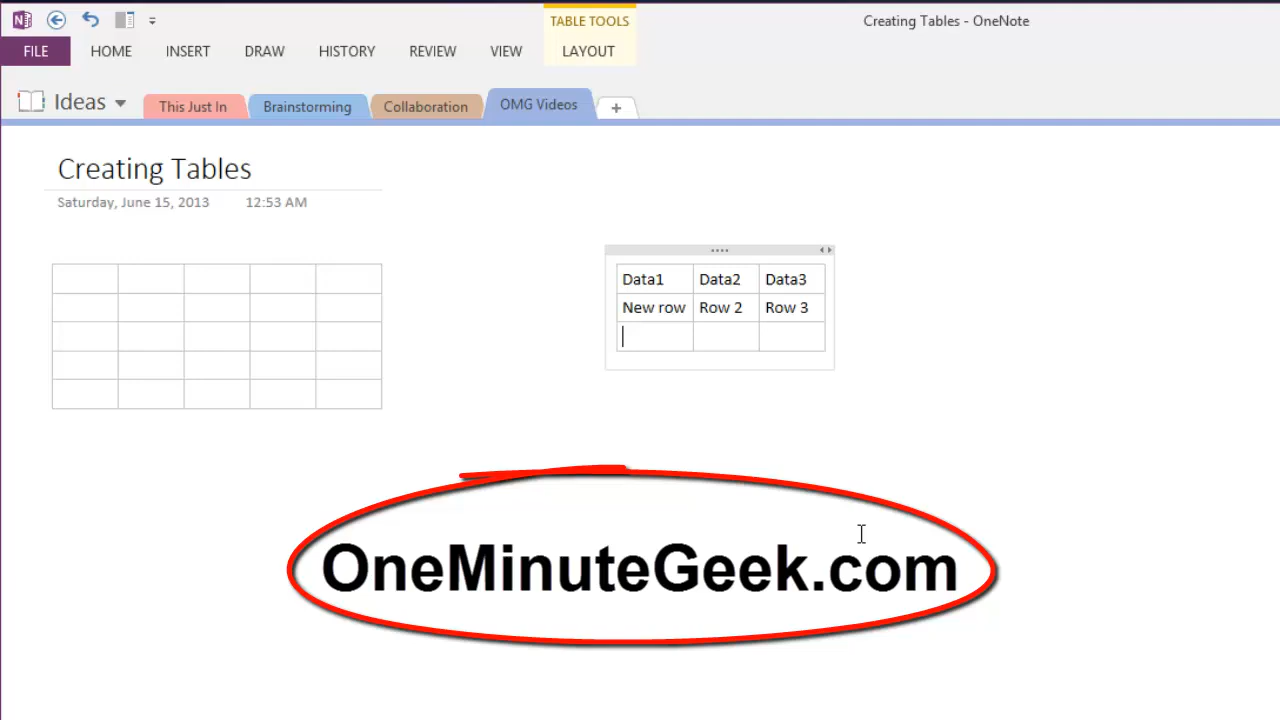 Creating Tables - OneNote
TABLE TOOLS
FILE HOME INSERT DRAW HISTORY REVIEW VIEW LAYOUT
Ideas This Just In Brainstorming Collaboration OMG Videos +
Creating Tables
Saturday, June 15, 2013 12:53 AM
Data1 Data2 Data3
New row Row 2 Row 3
OneMinuteGeek.com